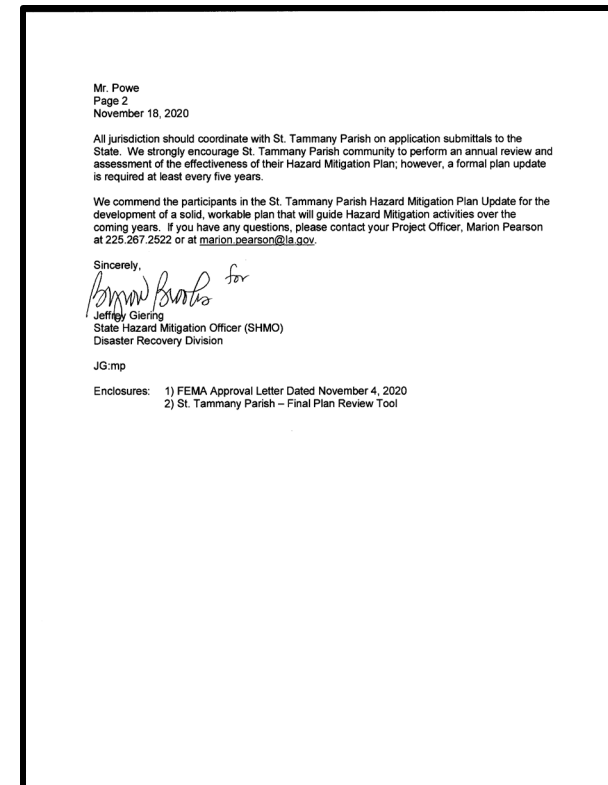 Mr. Powe
Page 2
November 18, 2020
All jurisdiction should coordinate with St. Tammany Parish on application submittals to the
State. We strongly encourage St. Tammany Parish community to perform an annual review and
assessment of the effectiveness of their Hazard Mitigation Plan; however, a formal plan update
is required at least every five years.
We commend the participants in the St. Tammany Parish Hazard Mitigation Plan Update for the
development of a solid, workable plan that will guide Hazard Mitigation activities over the
coming years. If you have any questions, please contact your Project Officer, Marion Pearson
at 225.267.2522 or at marion.pearson@la.gov.
Sincerely,
for
Jeffrey Giering
State Hazard Mitigation Officer (SHMO)
Disaster Recovery Division
JG:mp
Enclosures: 1) FEMA Approval Letter Dated November 4, 2020
2) St. Tammany Parish – Final Plan Review Tool